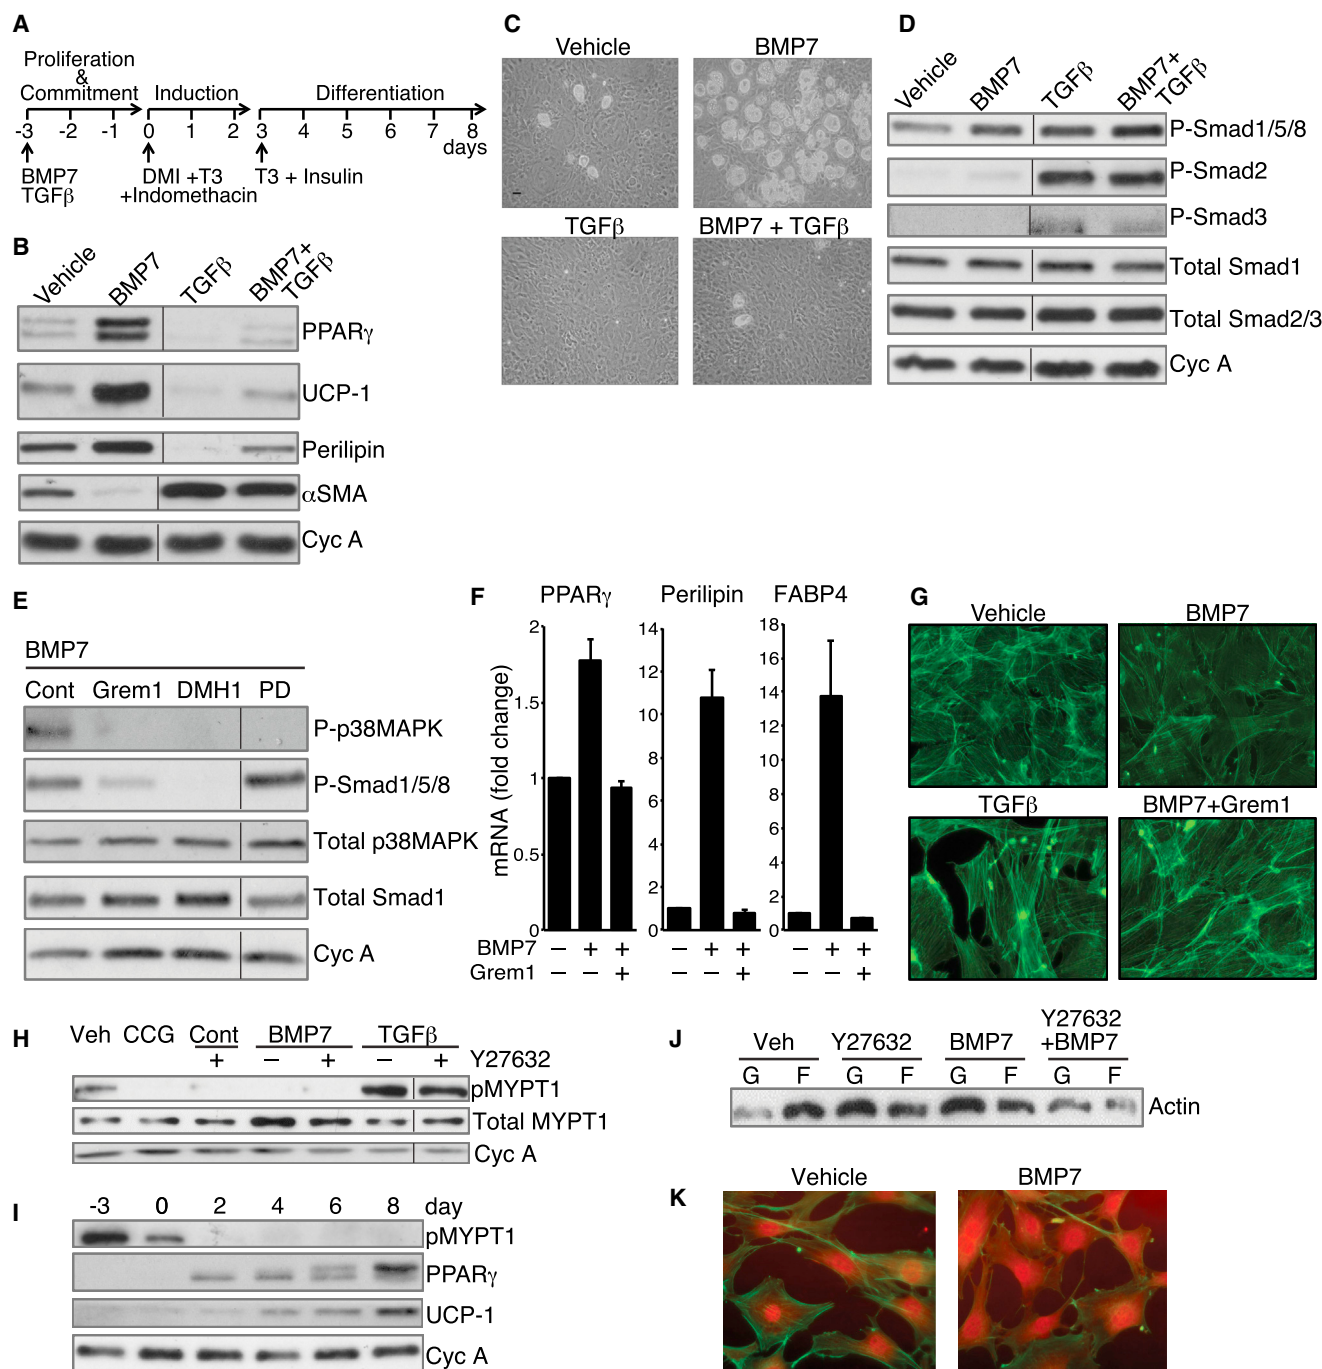 A
Proliferation
&
Commitment
Induction
Differentiation
-3 -2 -1 0 1 2 3 4 5 6 7 8
days
BMP7
TGFβ
DMI +T3
+Indomethacin
T3 + Insulin
B
Vehicle BMP7 TGFβ BMP7+ TGFβ
PPARγ
UCP-1
Perilipin
αSMA
Cyc A
C
Vehicle BMP7
TGFβ BMP7 + TGFβ
D
Vehicle BMP7 TGFβ BMP7+ TGFβ
P-Smad1/5/8
P-Smad2
P-Smad3
Total Smad1
Total Smad2/3
Cyc A
E
BMP7
Cont Grem1 DMH1 PD
P-p38MAPK
P-Smad1/5/8
Total p38MAPK
Total Smad1
Cyc A
F
PPARγ Perilipin FABP4
mRNA (fold change)
2
1.5
1
0.5
0
14
12
10
8
6
4
2
0
18
16
14
12
10
8
6
4
2
0
BMP7 – + + – + + – + +
Grem1 – – + – – + – – +
G
Vehicle BMP7
TGFβ BMP7+Grem1
H
Veh CCG Cont BMP7 TGFβ
+ – + – + Y27632
pMYPT1
Total MYPT1
Cyc A
I
-3 0 2 4 6 8 day
pMYPT1
PPARγ
UCP-1
Cyc A
J
Veh Y27632 BMP7 Y27632
+BMP7
G F G F G F G F
Actin
K
Vehicle BMP7